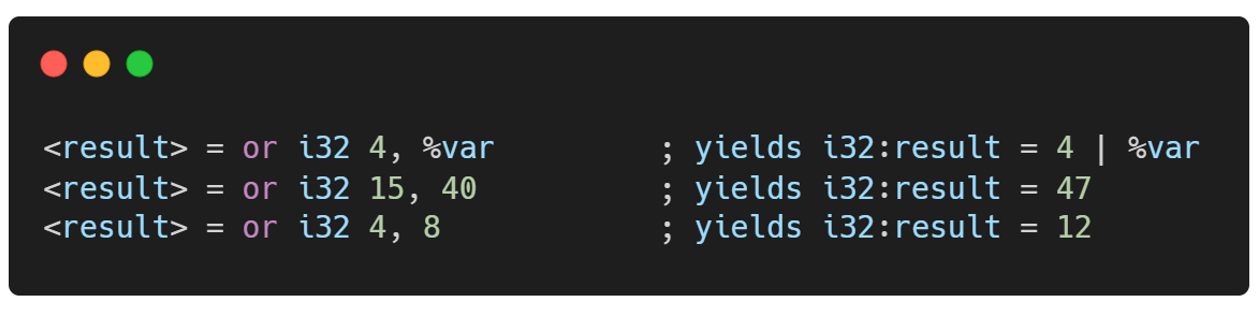 <result> = or i32 4, %var         ; yields i32:result = 4 | %var
<result> = or i32 15, 40          ; yields i32:result = 47
<result> = or i32 4, 8            ; yields i32:result = 12